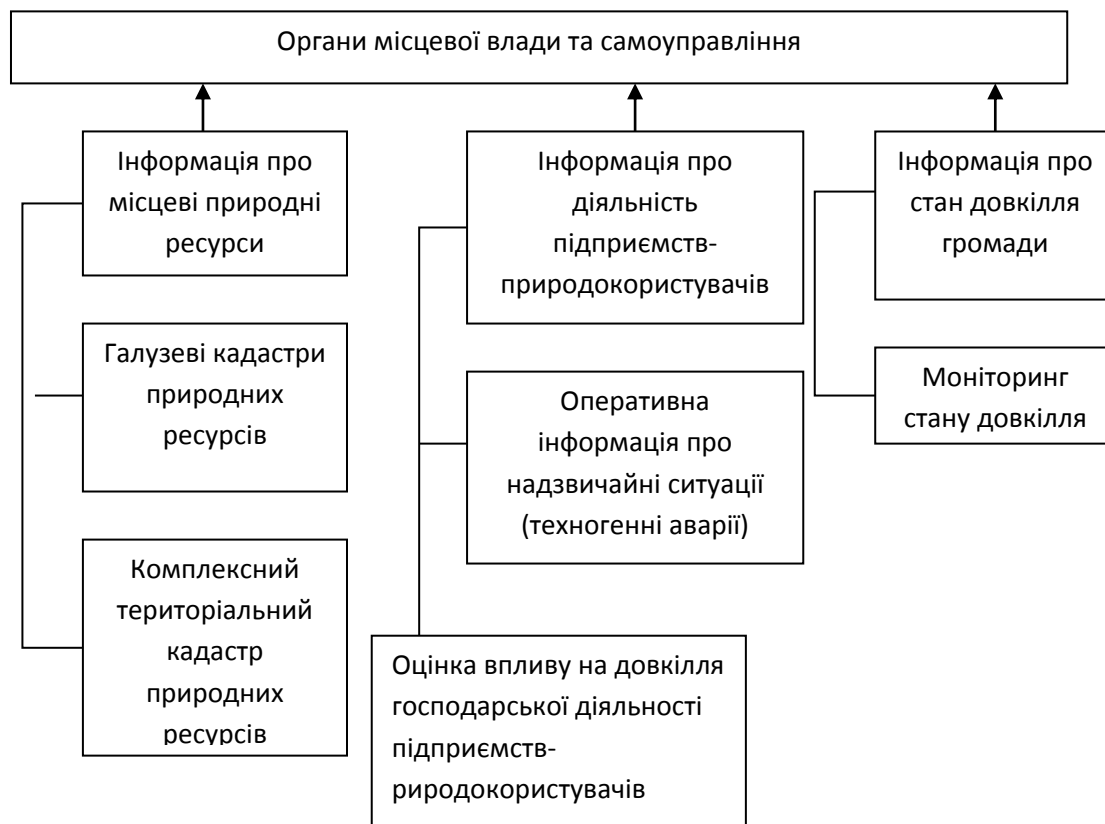 Органи місцевої влади та самоуправління
Інформація про
місцеві природні
ресурси
Інформація про
діяльність
підприємств-
природокористувачів
Інформація про
стан довкілля
громади
Галузеві кадастри
природних
ресурсів
Оперативна
інформація про
надзвичайні ситуації
(техногенні аварії)
Моніторинг
стану довкілля
Комплексний
територіальний
кадастр
природних
ресурсів
Оцінка впливу на довкілля
господарської діяльності
підприємств-
риродокористувачів